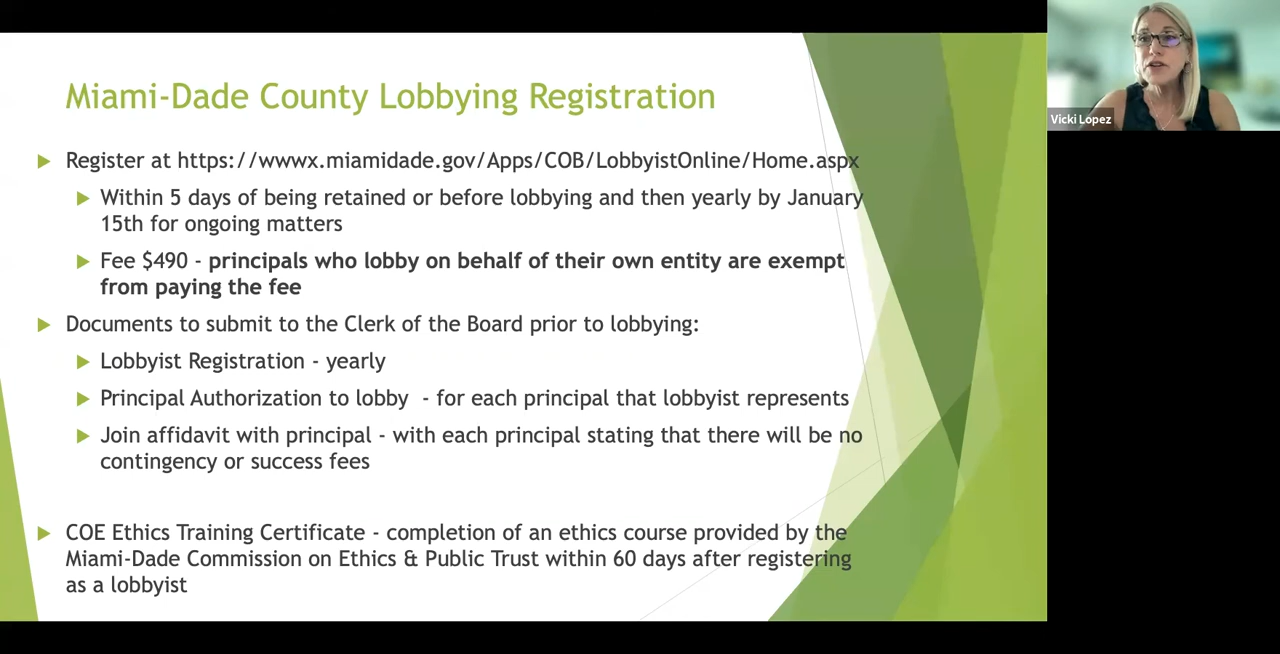 Miami-Dade County Lobbying Registration
Register at https://wwwx.miamidade.gov/Apps/COB/LobbyistOnline/Home.aspx
Within 5 days of being retained or before lobbying and then yearly by January
15th for ongoing matters
Fee $490 - principals who lobby on behalf of their own entity are exempt
from paying the fee
Documents to submit to the Clerk of the Board prior to lobbying:
Lobbyist Registration - yearly
Principal Authorization to lobby - for each principal that lobbyist represents
Join affidavit with principal - with each principal stating that there will be no
contingency or success fees
COE Ethics Training Certificate - completion of an ethics course provided by the
Miami-Dade Commission on Ethics & Public Trust within 60 days after registering
as a lobbyist
Vicki Lopez